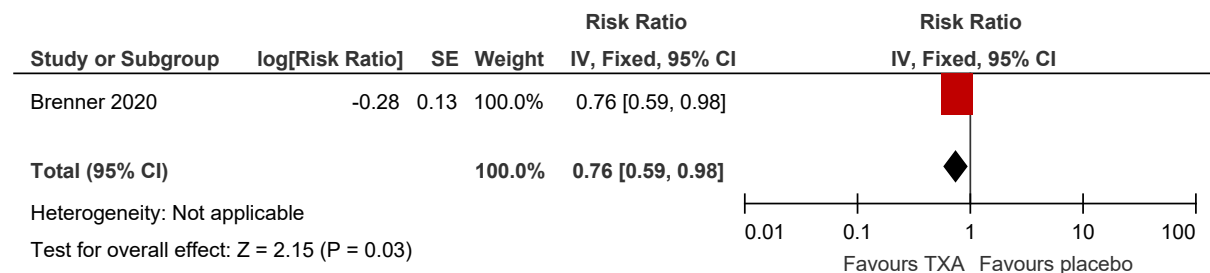 Risk Ratio Risk Ratio
Study or Subgroup log[Risk Ratio] SE Weight IV, Fixed, 95% CI IV, Fixed, 95% CI
Brenner 2020 -0.28 0.13 100.0% 0.76 [0.59, 0.98]
Total (95% CI) 100.0% 0.76 [0.59, 0.98]
Heterogeneity: Not applicable
Test for overall effect: Z = 2.15 (P = 0.03)
0.01 0.1 1 10 100
Favours TXA Favours placebo